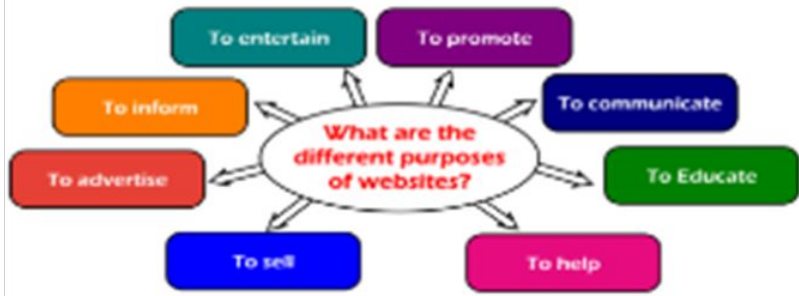 To entertain
To promote
To inform
To communicate
What are the
different purposes
of websites?
To advertise
To Educate
To sell
To help